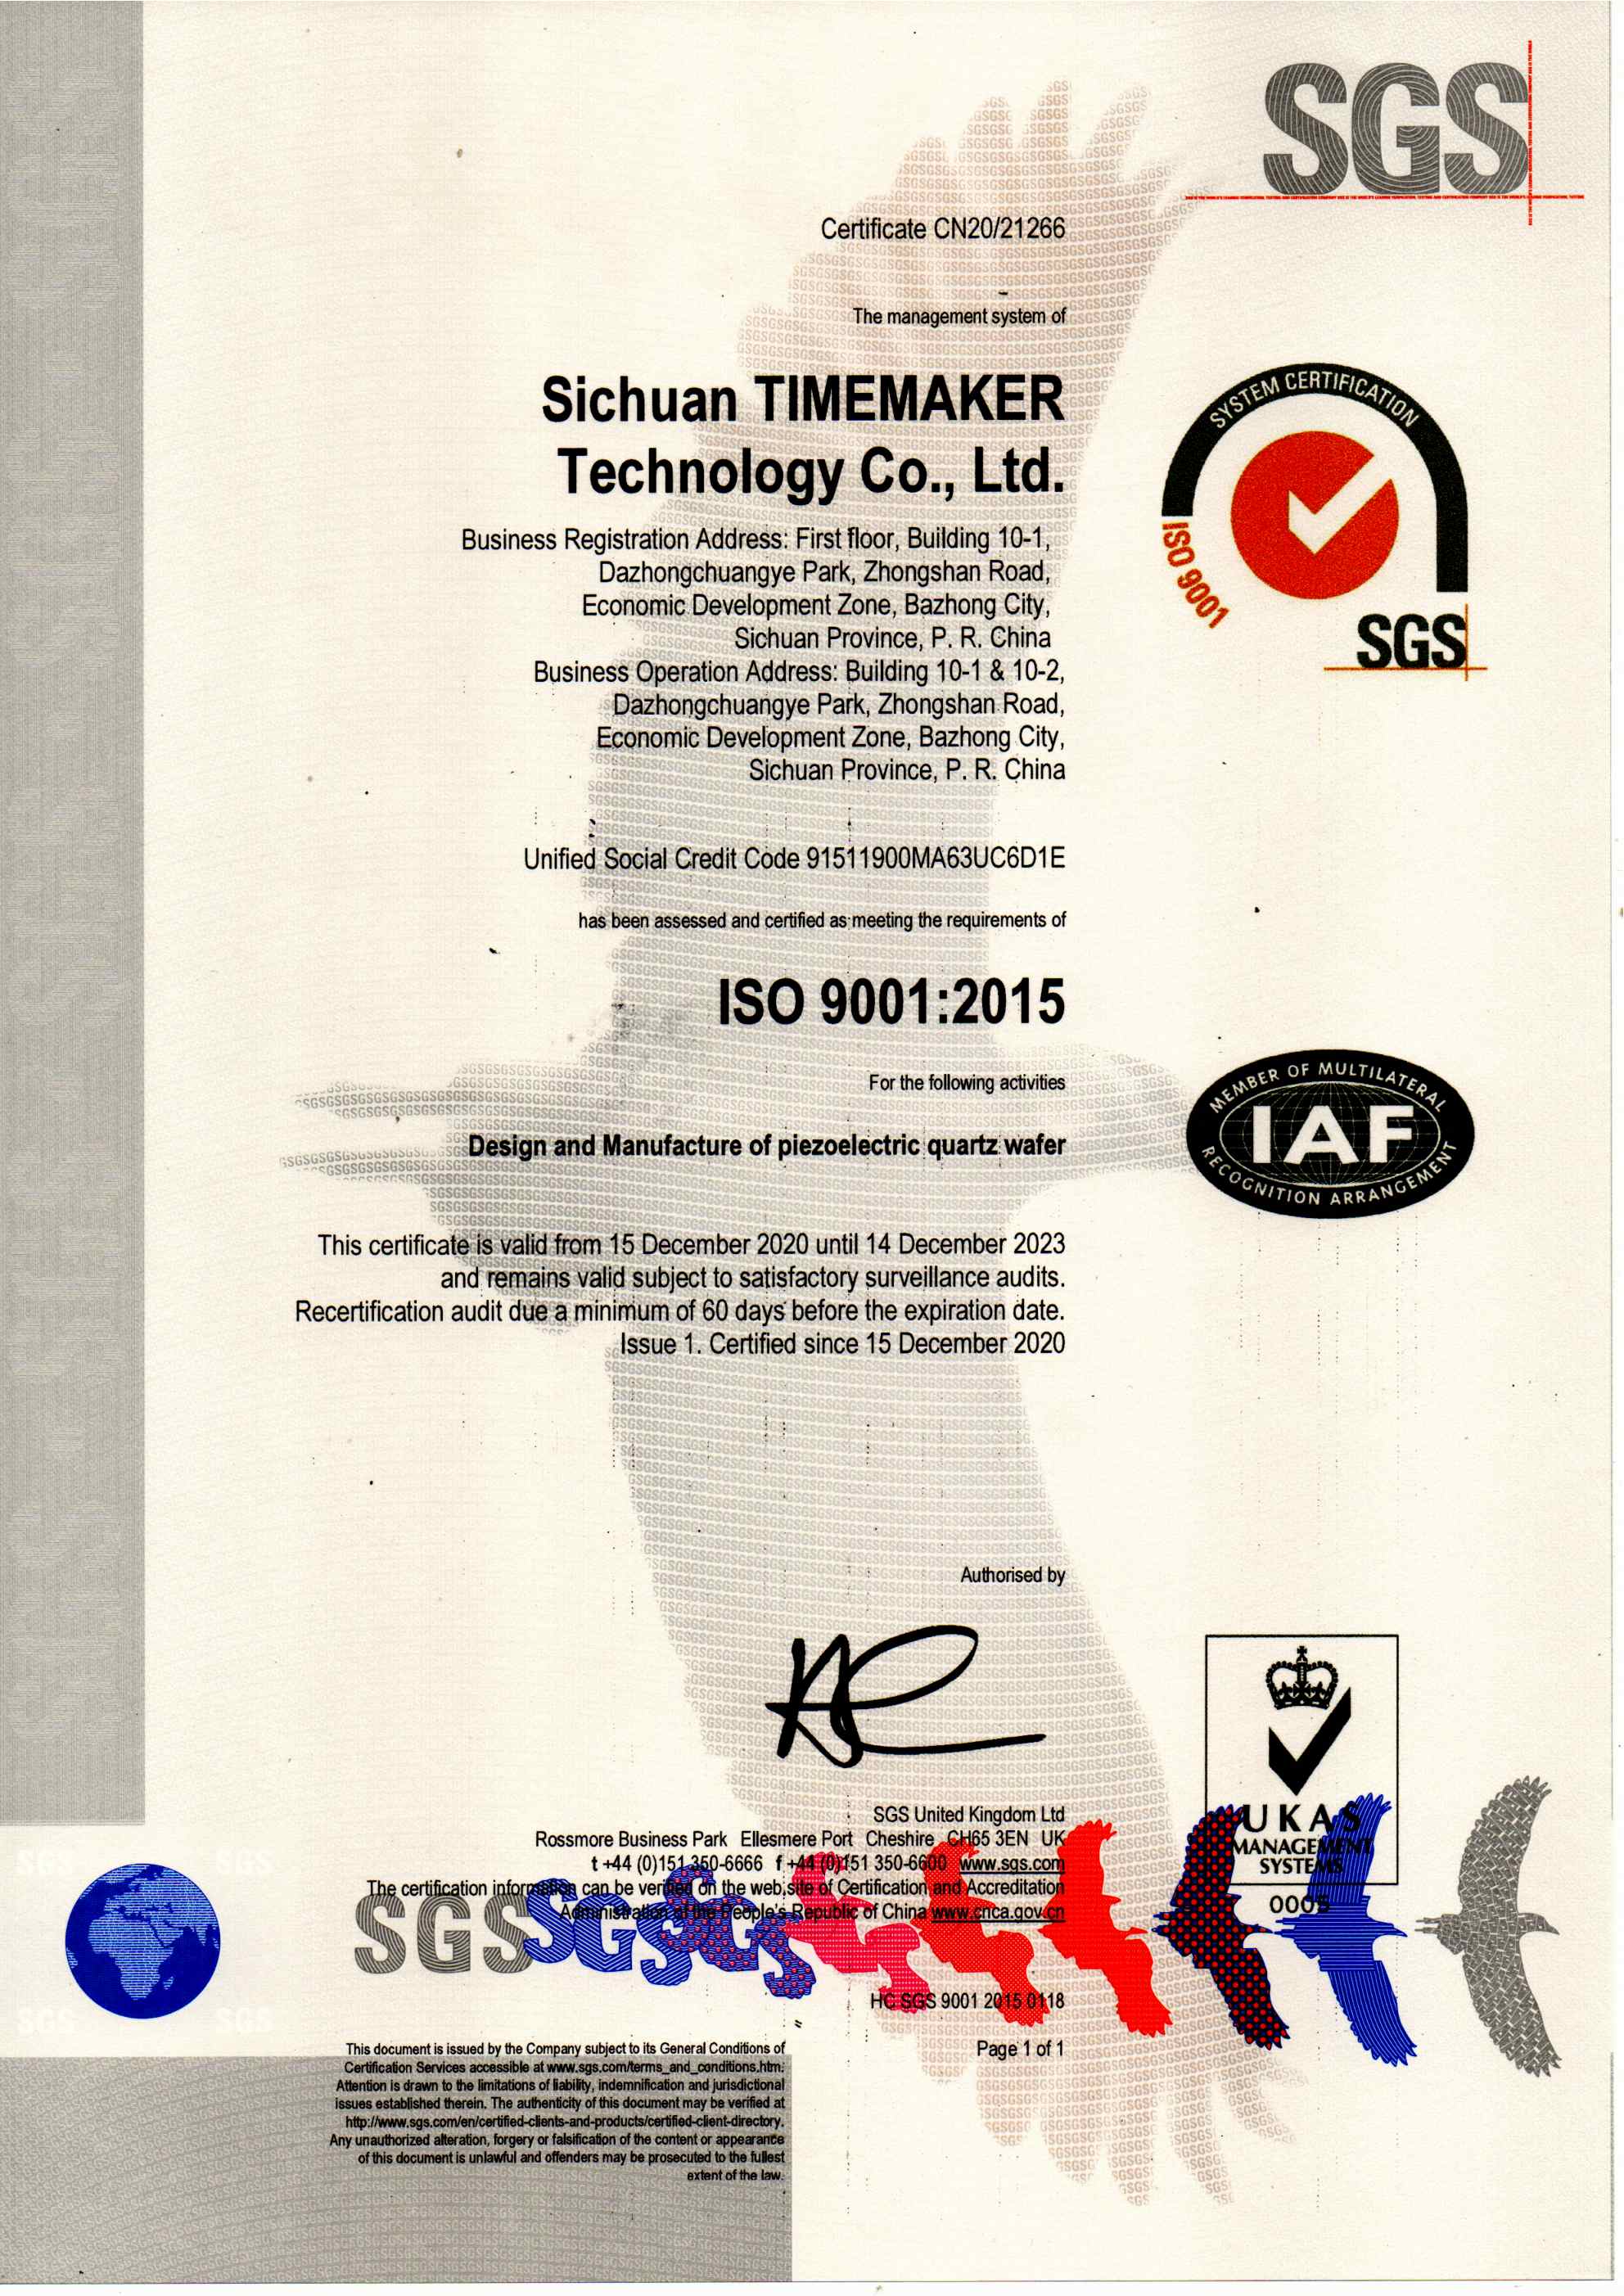 SGS
Certificate CN20/21266
The management system of
Sichuan TIMEMAKER
Technology Co., Ltd.
SYSTEM CERTIFICATION
ISO 9001
SGS
Business Registration Address: First floor, Building 10-1,
Dazhongchuangye Park, Zhongshan Road,
Economic Development Zone, Bazhong City,
Sichuan Province, P. R. China
Business Operation Address: Building 10-1 & 10-2,
Dazhongchuangye Park, Zhongshan Road,
Economic Development Zone, Bazhong City,
Sichuan Province, P. R. China
Unified Social Credit Code 91511900MA63UC6D1E
has been assessed and certified as meeting the requirements of
ISO 9001:2015
For the following activities
Design and Manufacture of piezoelectric quartz wafer
MEMBER OF MULTILATERAL
IAF
RECOGNITION ARRANGEMENT
This certificate is valid from 15 December 2020 until 14 December 2023
and remains valid subject to satisfactory surveillance audits.
Recertification audit due a minimum of 60 days before the expiration date.
Issue 1. Certified since 15 December 2020
Authorised by
SGS United Kingdom Ltd
Rossmore Business Park Ellesmere Port Cheshire CH65 3EN UK
t +44 (0)151 350-6666 f +44 (0)151 350-6600 www.sgs.com
The certification information can be verified on the web site of Certification and Accreditation
Administration of the People's Republic of China www.cnca.gov.cn
UKAS
MANAGEMENT
SYSTEMS
0005
SGS SGS SGS
HC SGS 9001 2015 0118
Page 1 of 1
This document is issued by the Company subject to its General Conditions of
Certification Services accessible at www.sgs.com/terms_and_conditions.htm.
Attention is drawn to the limitations of liability, indemnification and jurisdictional
issues established therein. The authenticity of this document may be verified at
http://www.sgs.com/en/certified-clients-and-products/certified-client-directory.
Any unauthorized alteration, forgery or falsification of the content or appearance
of this document is unlawful and offenders may be prosecuted to the fullest
extent of the law.